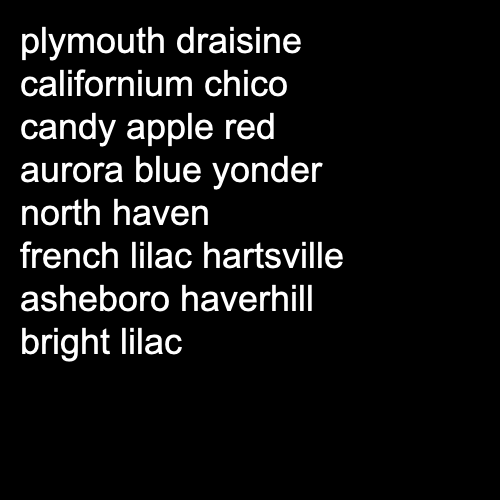 plymouth draisine
californium chico
candy apple red
aurora blue yonder
north haven
french lilac hartsville
asheboro haverhill
bright lilac